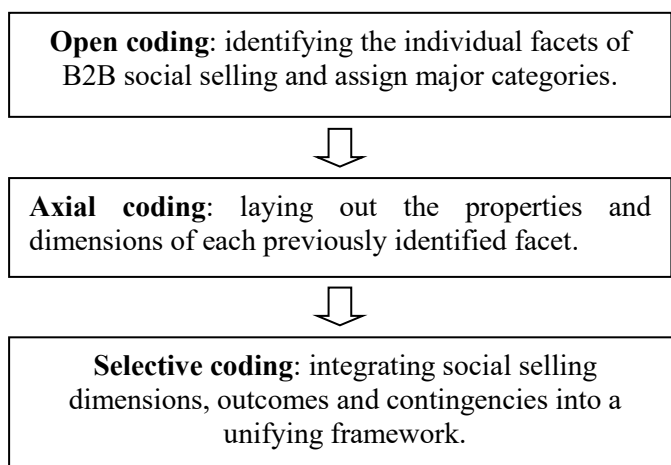 Open coding: identifying the individual facets of
B2B social selling and assign major categories.
Axial coding: laying out the properties and
dimensions of each previously identified facet.
Selective coding: integrating social selling
dimensions, outcomes and contingencies into a
unifying framework.